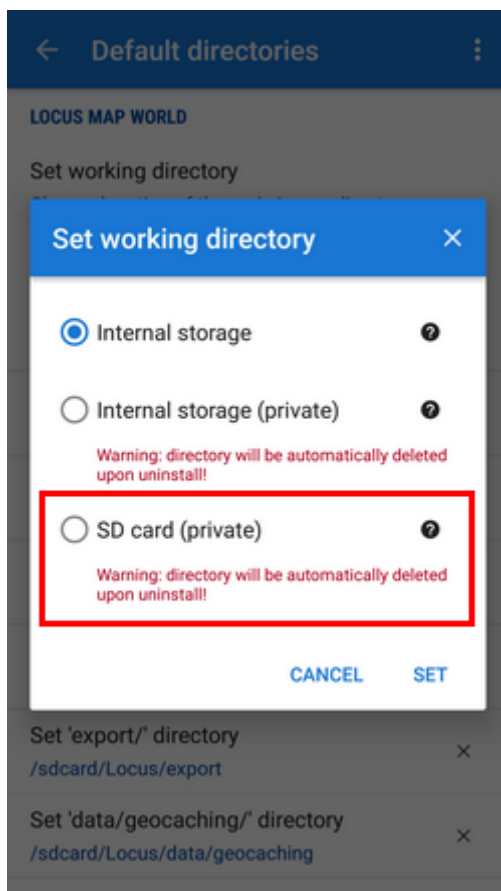 Default directories
LOCUS MAP WORLD
Set working directory
Set working directory
Internal storage
Internal storage (private)
Warning: directory will be automatically deleted
upon uninstall!
SD card (private)
Warning: directory will be automatically deleted
upon uninstall!
CANCEL SET
Set 'export/' directory
/sdcard/Locus/export
Set 'data/geocaching/' directory
/sdcard/Locus/data/geocaching